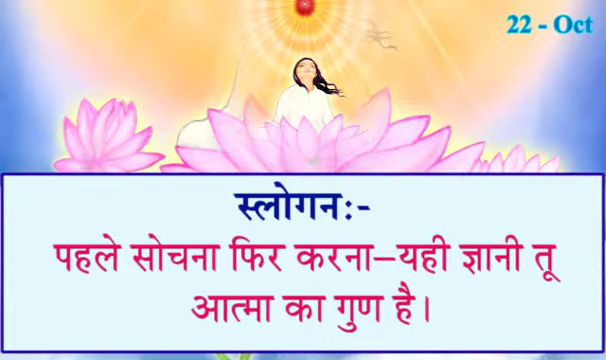 22 - Oct
स्लोगन:-
पहले सोचना फिर करना–यही ज्ञानी तू
आत्मा का गुण है।